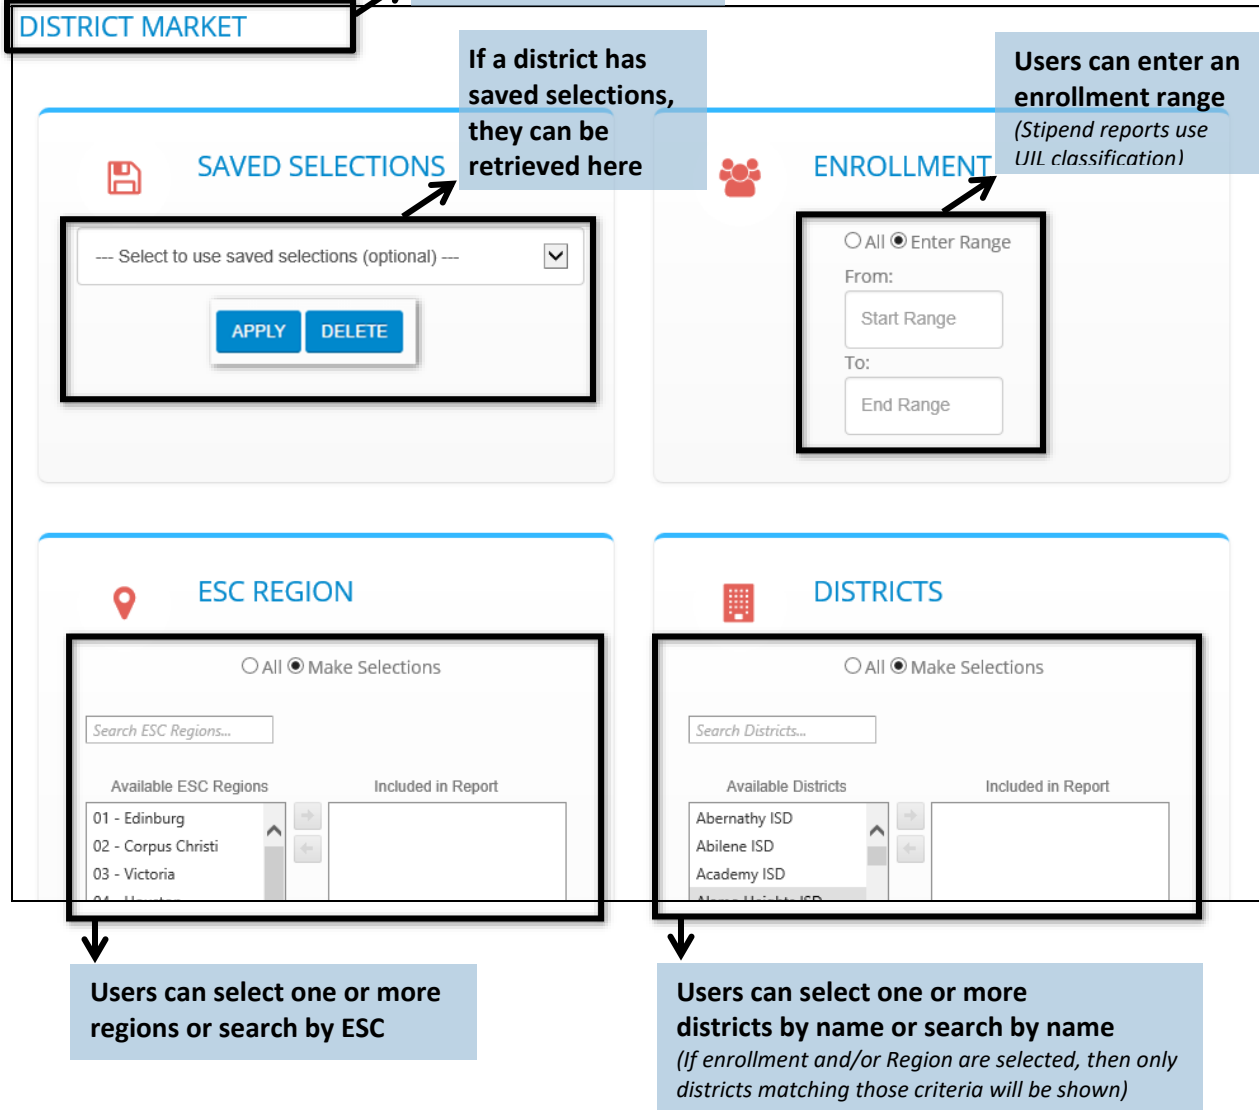 DISTRICT MARKET
If a district has
saved selections,
they can be
retrieved here
Users can enter an
enrollment range
(Stipend reports use
UIL classification)
SAVED SELECTIONS
--- Select to use saved selections (optional) ---
APPLY DELETE
ENROLLMENT
All Enter Range
From:
Start Range
To:
End Range
ESC REGION
All Make Selections
Search ESC Regions...
Available ESC Regions Included in Report
01 - Edinburg
02 - Corpus Christi
03 - Victoria
04 - Houston
DISTRICTS
All Make Selections
Search Districts...
Available Districts Included in Report
Abernathy ISD
Abilene ISD
Academy ISD
Alamo Heights ISD
Users can select one or more
regions or search by ESC
Users can select one or more
districts by name or search by name
(If enrollment and/or Region are selected, then only
districts matching those criteria will be shown)